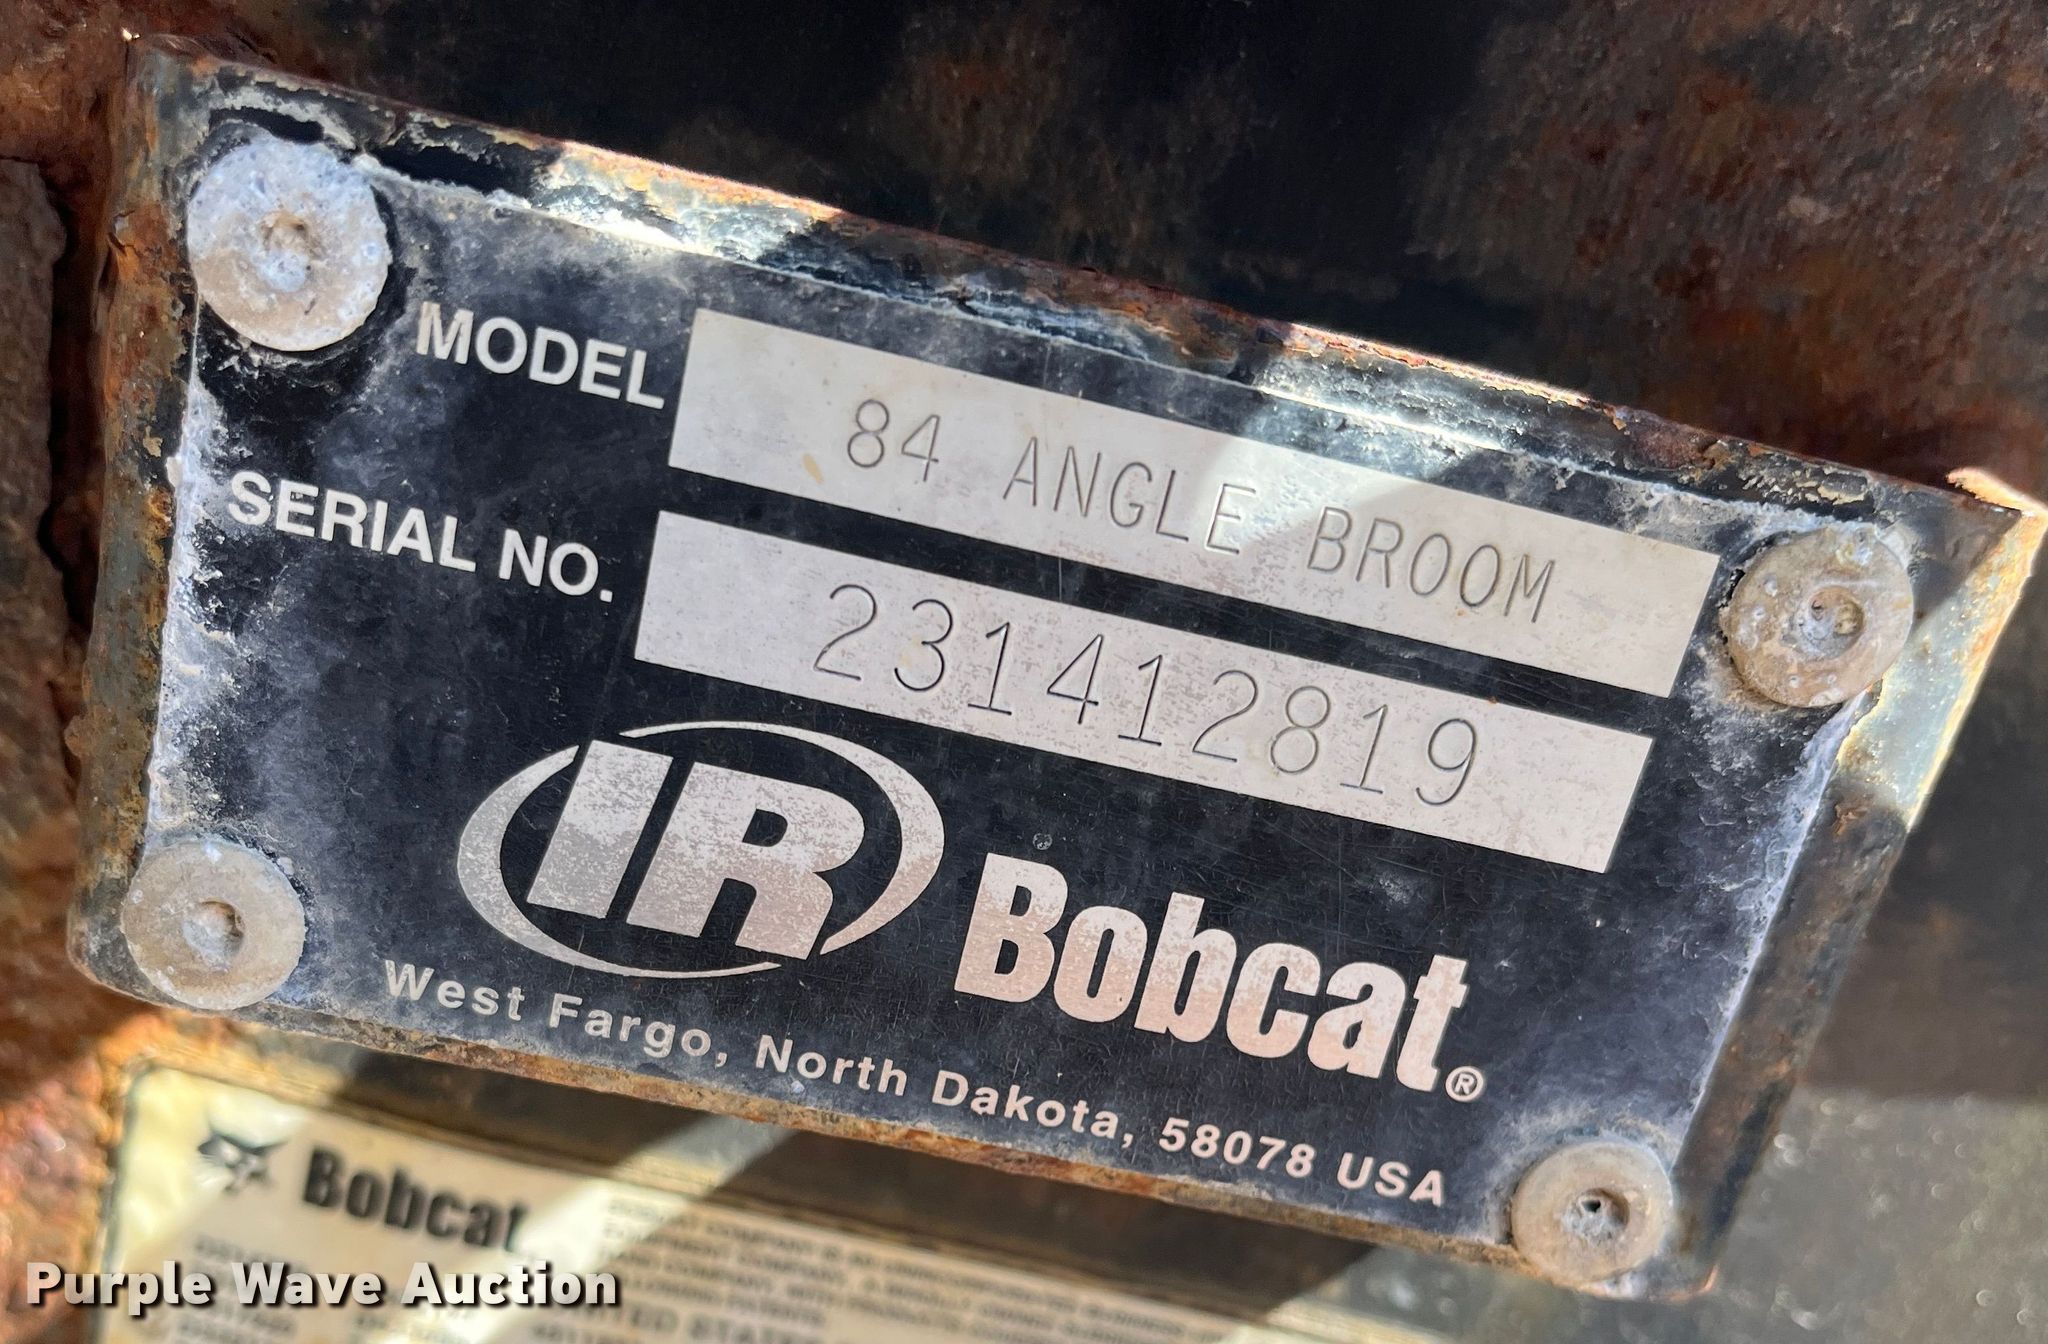 MODEL 84 ANGLE BROOM
SERIAL NO. 231412819
IR Bobcat®
West Fargo, North Dakota, 58078 USA
Bobcat
Purple Wave Auction